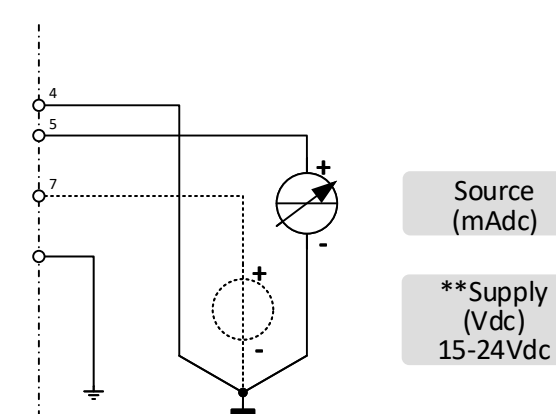 4
5
7
+
-
+
-
Source
(mAdc)
**Supply
(Vdc)
15-24Vdc